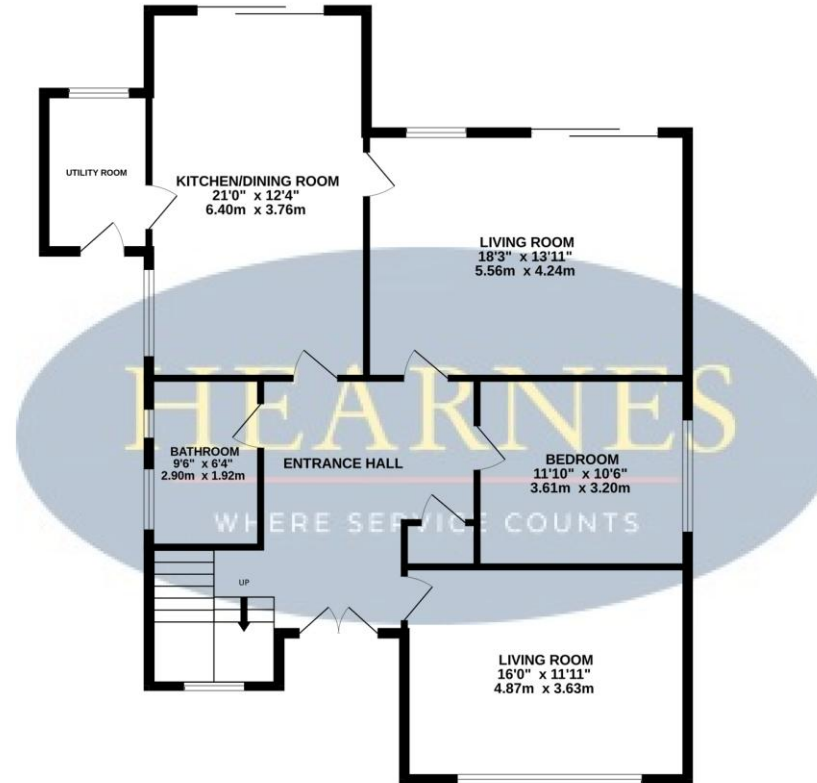 UTILITY ROOM
KITCHEN/DINING ROOM
21'0" x 12'4"
6.40m x 3.76m
LIVING ROOM
18'3" x 13'11"
5.56m x 4.24m
HEARNES
BATHROOM
9'6" x 6'4"
2.90m x 1.92m
ENTRANCE HALL
BEDROOM
11'10" x 10'6"
3.61m x 3.20m
WHERE SERVICE COUNTS
UP
LIVING ROOM
16'0" x 11'11"
4.87m x 3.63m